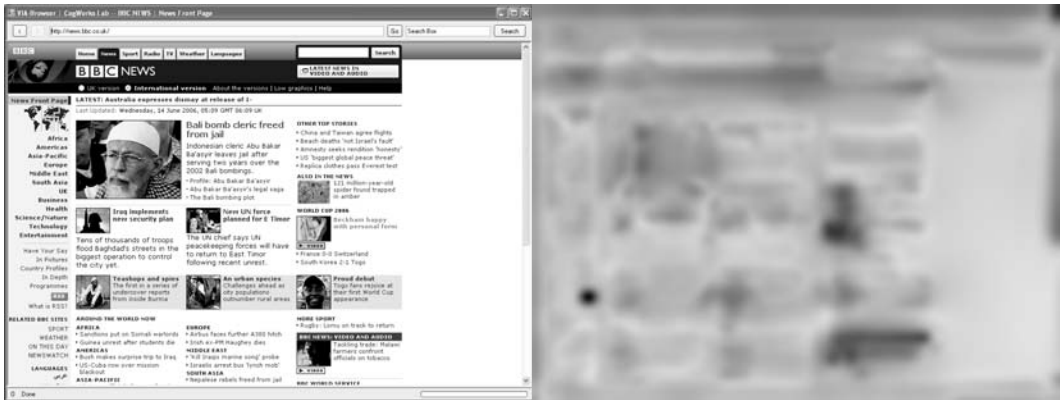 VIA-Browser | CogWorks Lab -- BBC NEWS | News Front Page
http://news.bbc.co.uk/
Go
Search Box
Search
BBC
Home News Sport Radio TV Weather Languages
Search
BBC NEWS
LATEST NEWS IN VIDEO AND AUDIO
UK version International version About the versions | Low graphics | Help
News Front Page
Africa
Americas
Asia-Pacific
Europe
Middle East
South Asia
UK
Business
Health
Science/Nature
Technology
Entertainment
Have Your Say
In Pictures
Country Profiles
In Depth
Programmes
RSS
What is RSS?
RELATED BBC SITES
SPORT
WEATHER
ON THIS DAY
NEWSWATCH
LANGUAGES
LATEST: Australia expresses dismay at release of I-
Last Updated: Wednesday, 14 June 2006, 05:09 GMT 06:09 UK
Bali bomb cleric freed
from jail
Indonesian cleric Abu Bakar
Ba'asyir leaves jail after
serving two years over the
2002 Bali bombings.
• Profile: Abu Bakar Ba'asyir
• Abu Bakar Ba'asyir's legal saga
• The Bali bombing plot
Iraq implements
new security plan
Tens of thousands of troops
flood Baghdad's streets in the
biggest operation to control
the city yet.
New UN force
planned for E Timor
The UN chief says UN
peacekeeping forces will have
to return to East Timor
following recent unrest.
Teashops and spies
The first in a series of
undercover reports
from inside Burma
An urban species
Challenges ahead as
city populations
outnumber rural areas
Proud debut
Togo fans rejoice at
their first World Cup
appearance
OTHER TOP STORIES
• China and Taiwan agree flights
• Beach deaths 'not Israel's fault'
• Amnesty seeks rendition 'honesty'
• US 'biggest global peace threat'
• Replica clothes pass Everest test
ALSO IN THE NEWS
121 million-year-old
spider found trapped
in amber
WORLD CUP 2006
Beckham happy
with personal form
VIDEO
• France 0-0 Switzerland
• South Korea 2-1 Togo
AROUND THE WORLD NOW
AFRICA
• Sanctions put on Somali warlords
• Guinea unrest after students die
AMERICAS
• Bush makes surprise trip to Iraq
• US-Cuba row over mission
blackout
ASIA-PACIFIC
EUROPE
• Airbus faces further A380 hitch
• Irish ex-PM Haughey dies
MIDDLE EAST
• 'Kill Iraqis marine song' probe
• Israelis arrest bus 'lynch mob'
SOUTH ASIA
• Nepalese rebels freed from jail
MORE SPORT
• Rugby: Lomu on track to return
BBC NEWS: VIDEO AND AUDIO
Tackling trade: Malawi
farmers confront
officials on tobacco
VIDEO
BBC WORLD SERVICE
Done